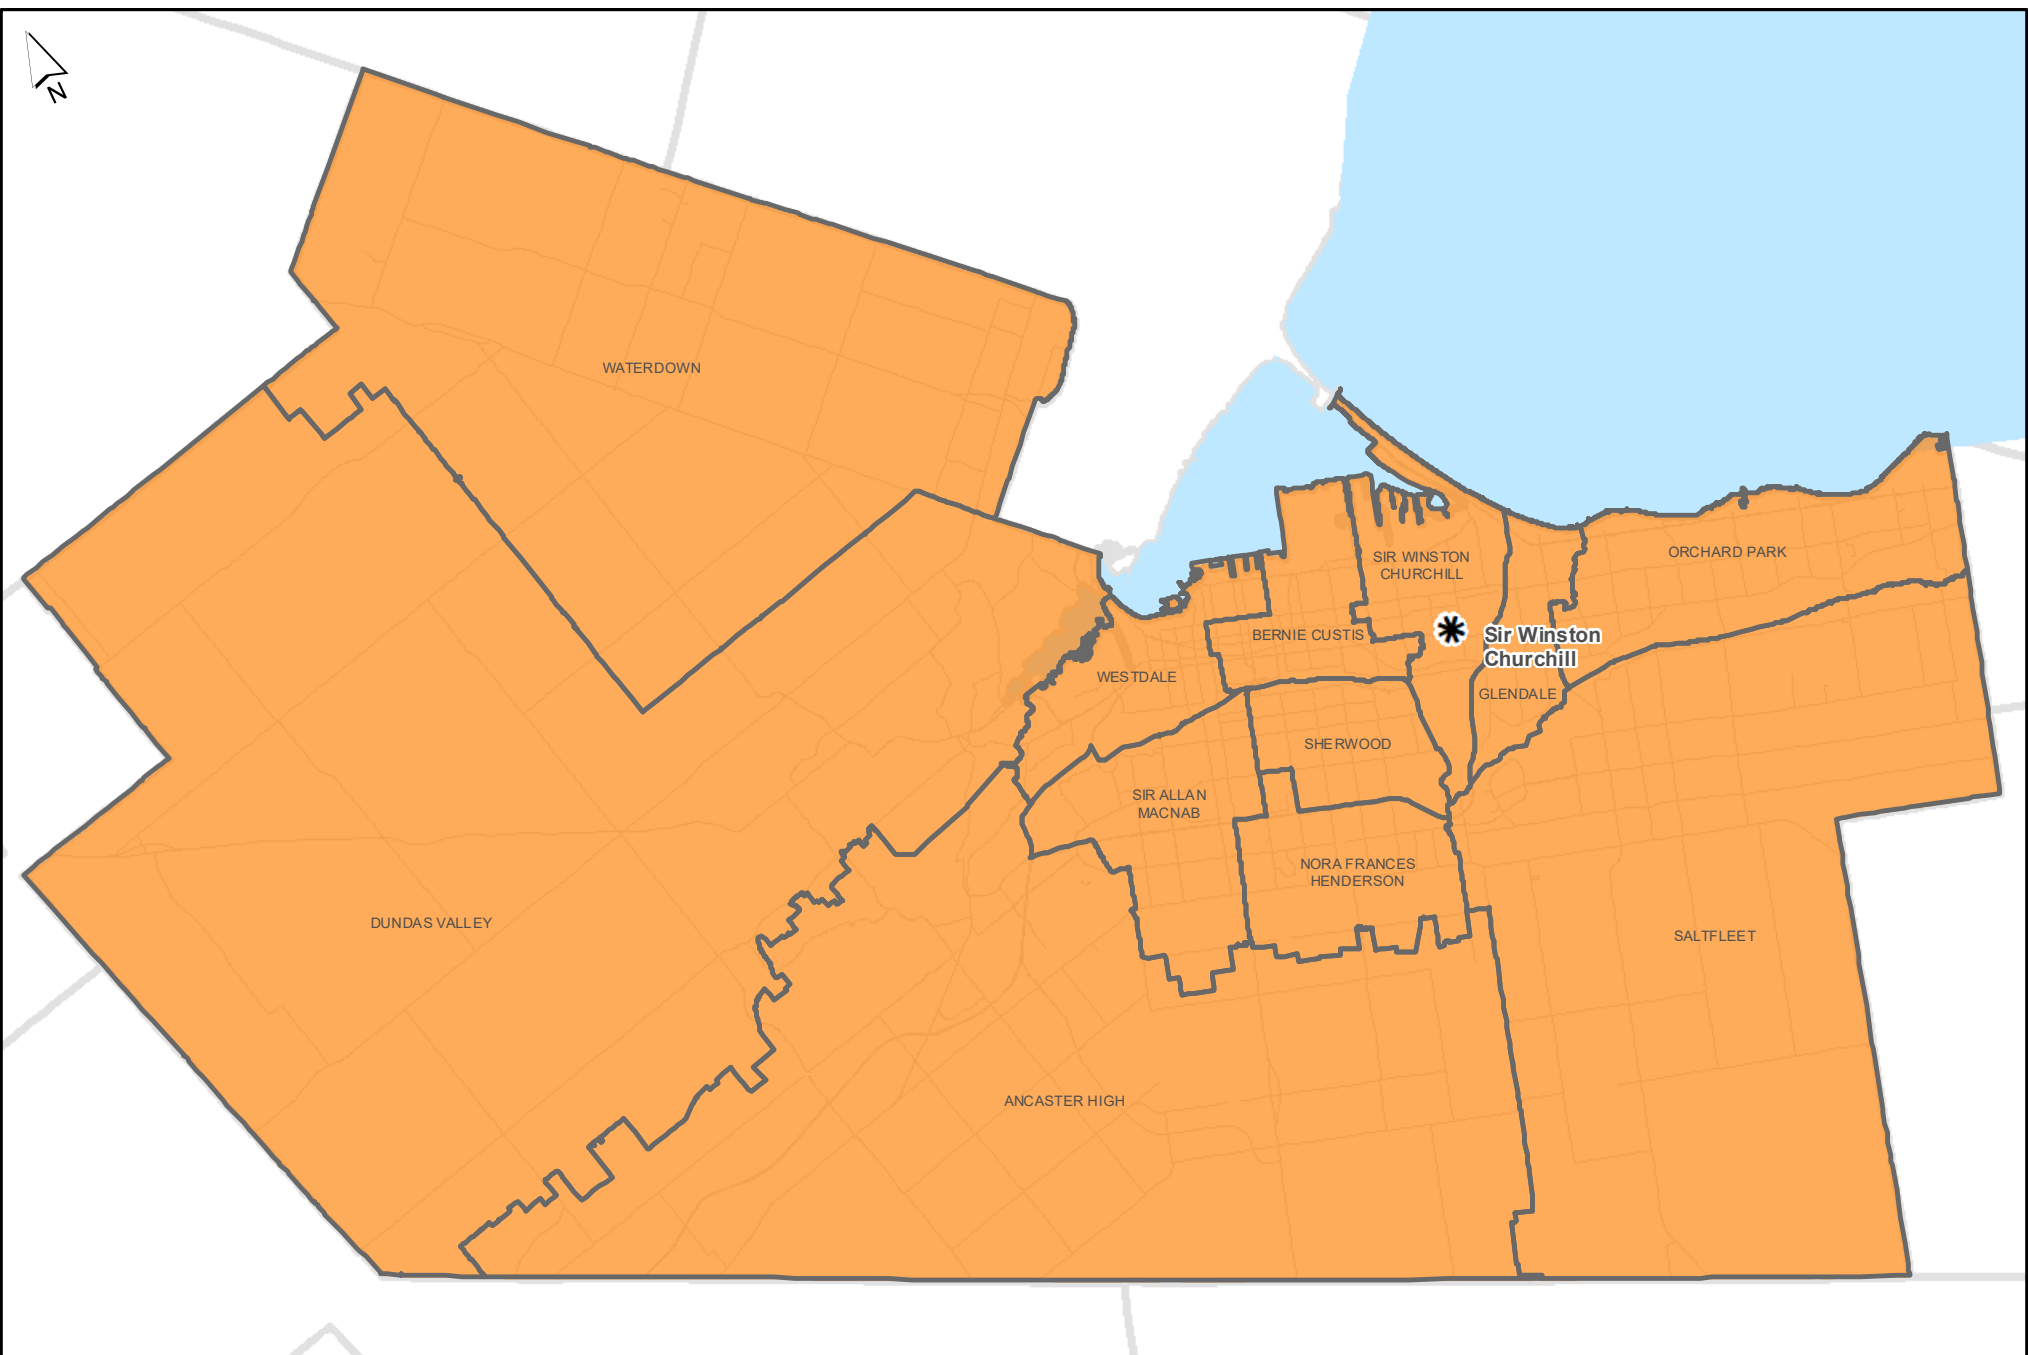 N
WATERDOWN
SIR WINSTON
CHURCHILL
ORCHARD PARK
BERNIE CUSTIS
Sir Winston
Churchill
WESTDALE
GLENDALE
SHERWOOD
SIR ALLAN
MACNAB
NORA FRANCES
HENDERSON
DUNDAS VALLEY
SALTFLEET
ANCASTER HIGH